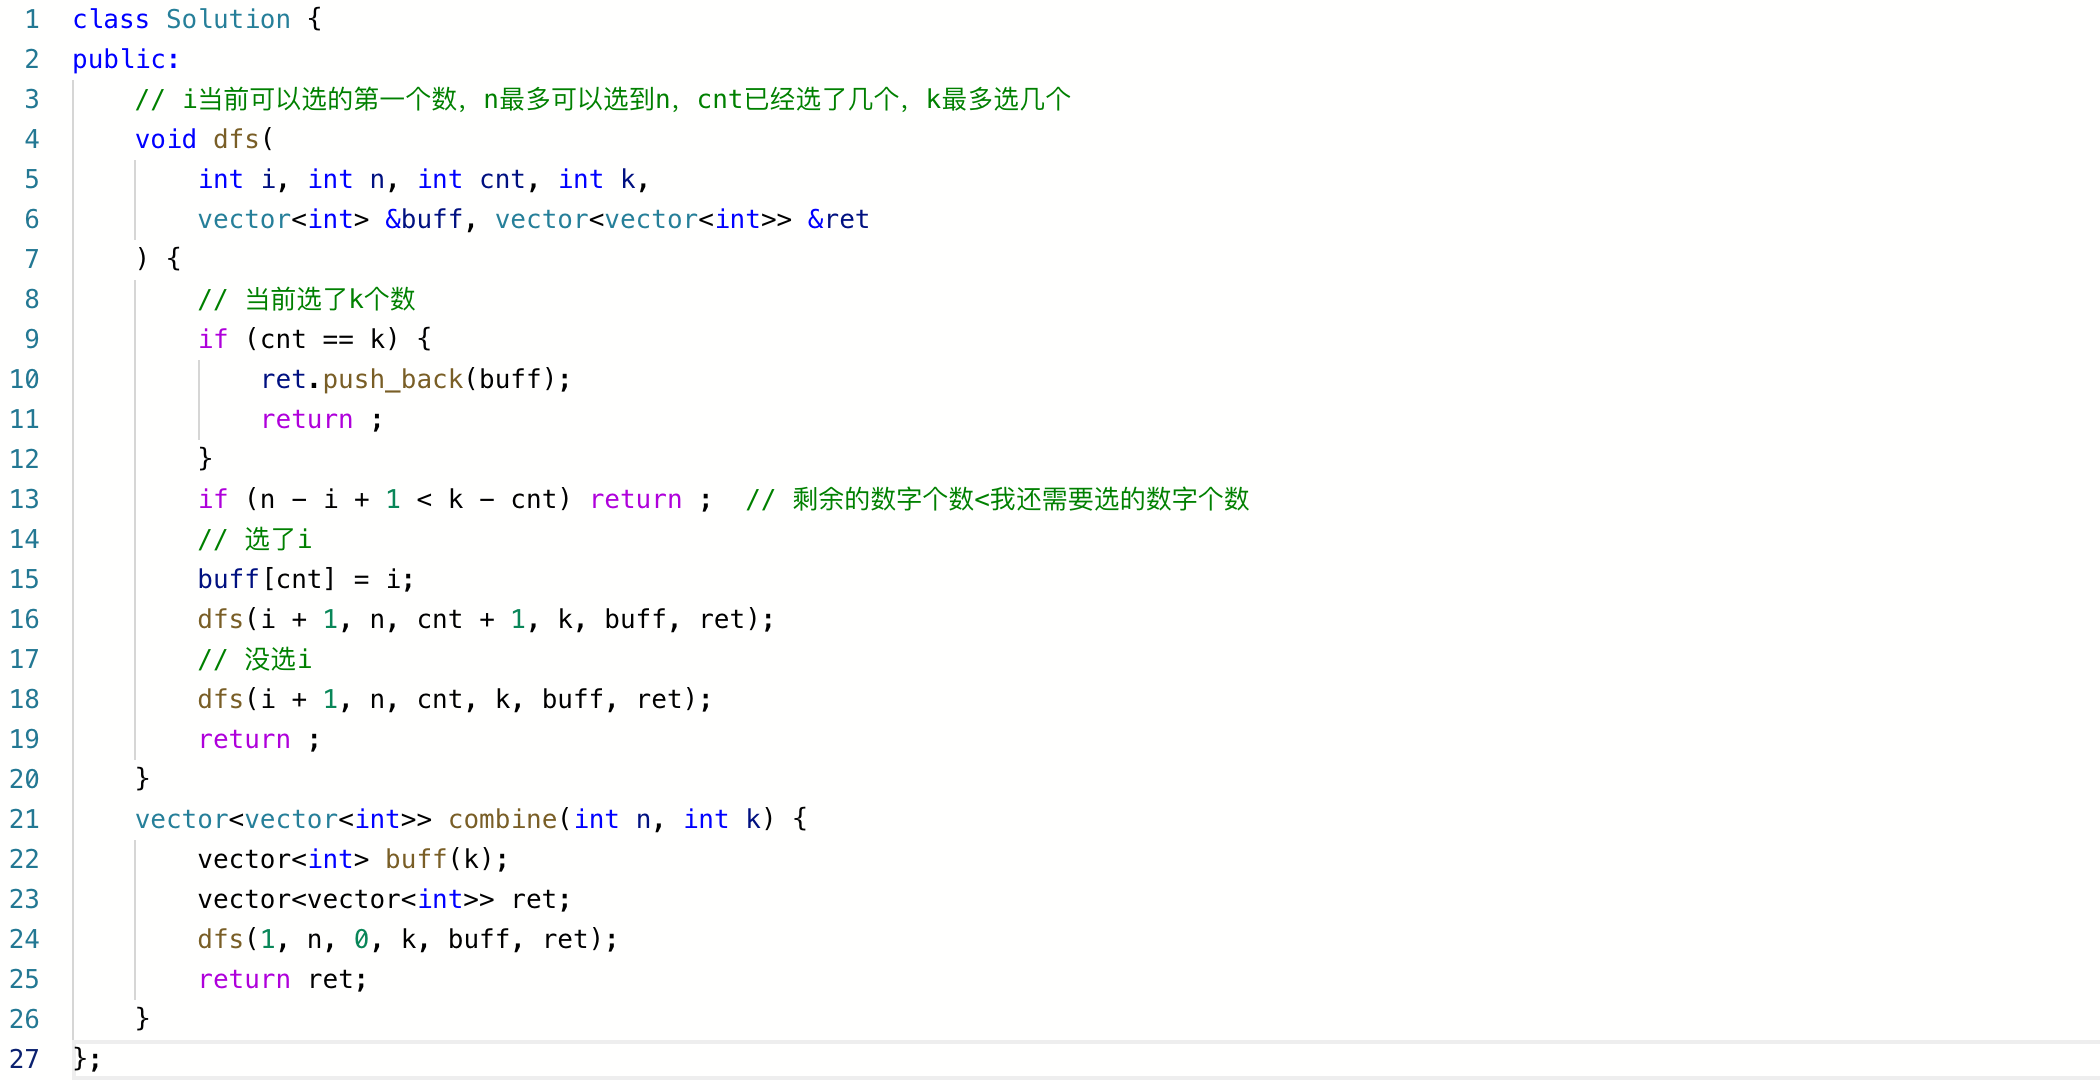 1 class Solution {
2 public:
3     // i当前可以选的第一个数，n最多可以选到n，cnt已经选了几个，k最多选几个
4     void dfs(
5         int i, int n, int cnt, int k,
6         vector<int> &buff, vector<vector<int>> &ret
7     ) {
8         // 当前选了k个数
9         if (cnt == k) {
10             ret.push_back(buff);
11             return ;
12         }
13         if (n - i + 1 < k - cnt) return ;  // 剩余的数字个数<我还需要选的数字个数
14         // 选了i
15         buff[cnt] = i;
16         dfs(i + 1, n, cnt + 1, k, buff, ret);
17         // 没选i
18         dfs(i + 1, n, cnt, k, buff, ret);
19         return ;
20     }
21     vector<vector<int>> combine(int n, int k) {
22         vector<int> buff(k);
23         vector<vector<int>> ret;
24         dfs(1, n, 0, k, buff, ret);
25         return ret;
26     }
27 };